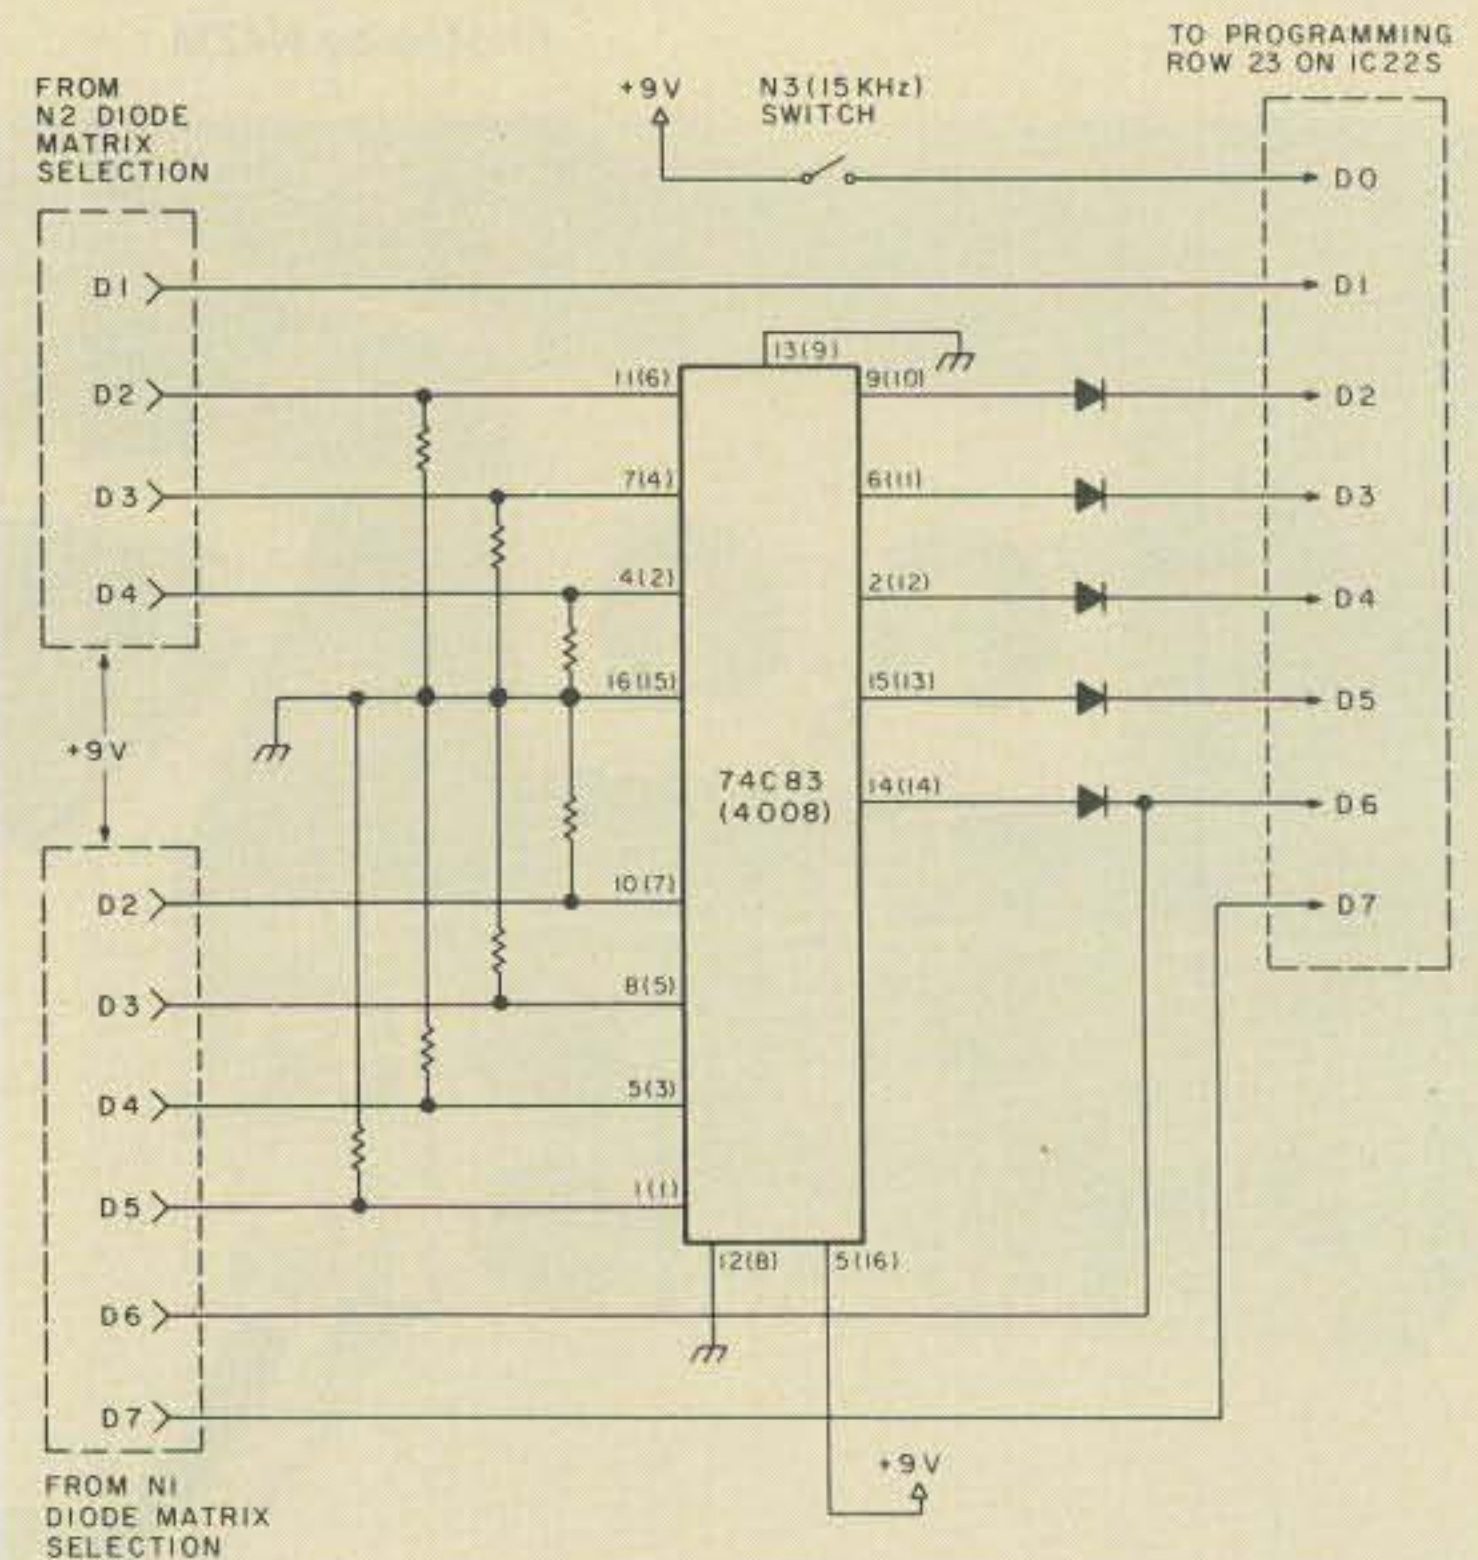 TO PROGRAMMING
ROW 23 ON IC22S
FROM
N2 DIODE
MATRIX
SELECTION
+9V
N3(15KHz)
SWITCH
D0
D1
D1
13(9)
D2
11(6)
9(10)
D2
D3
7(4)
6(11)
D3
D4
4(2)
2(12)
D4
16(15)
15(13)
D5
+9V
74C83
(4008)
14(14)
D6
D2
10(7)
D7
D3
8(5)
D4
5(3)
D5
1(1)
12(8)
5(16)
D6
D7
+9V
FROM N1
DIODE MATRIX
SELECTION